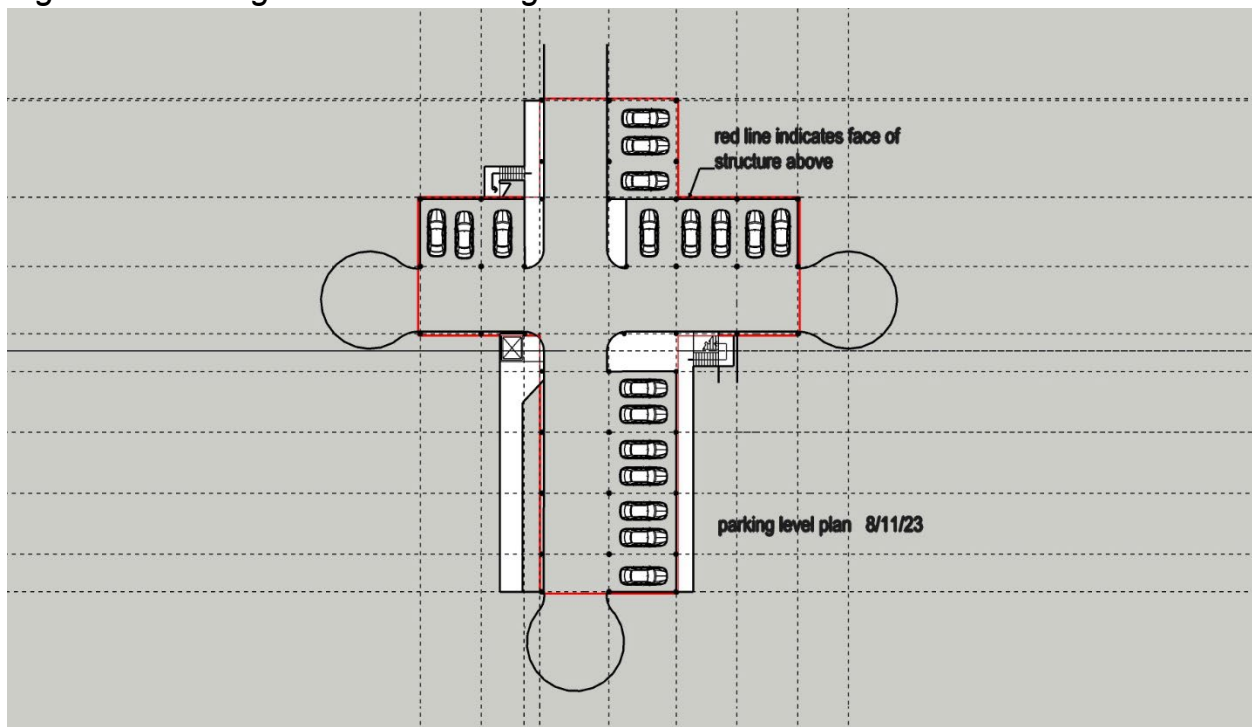 red line indicates face of
structure above
parking level plan 8/11/23